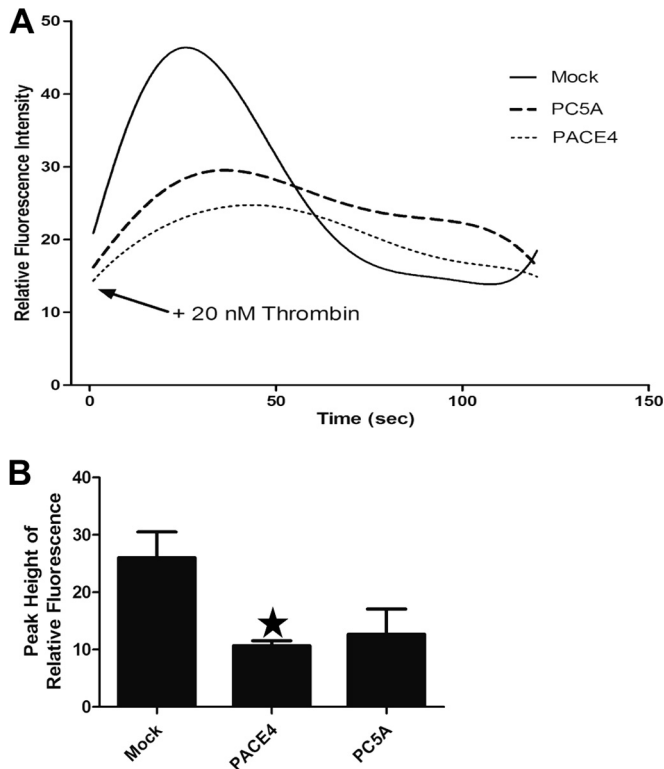 A
50
40
30
20
10
0
Relative Fluorescence Intensity
Mock
PC5A
PACE4
+ 20 nM Thrombin
0
50
100
150
Time (sec)
B
40
30
20
10
0
Peak Height of
Relative Fluorescence
Mock
PACE4
PC5A